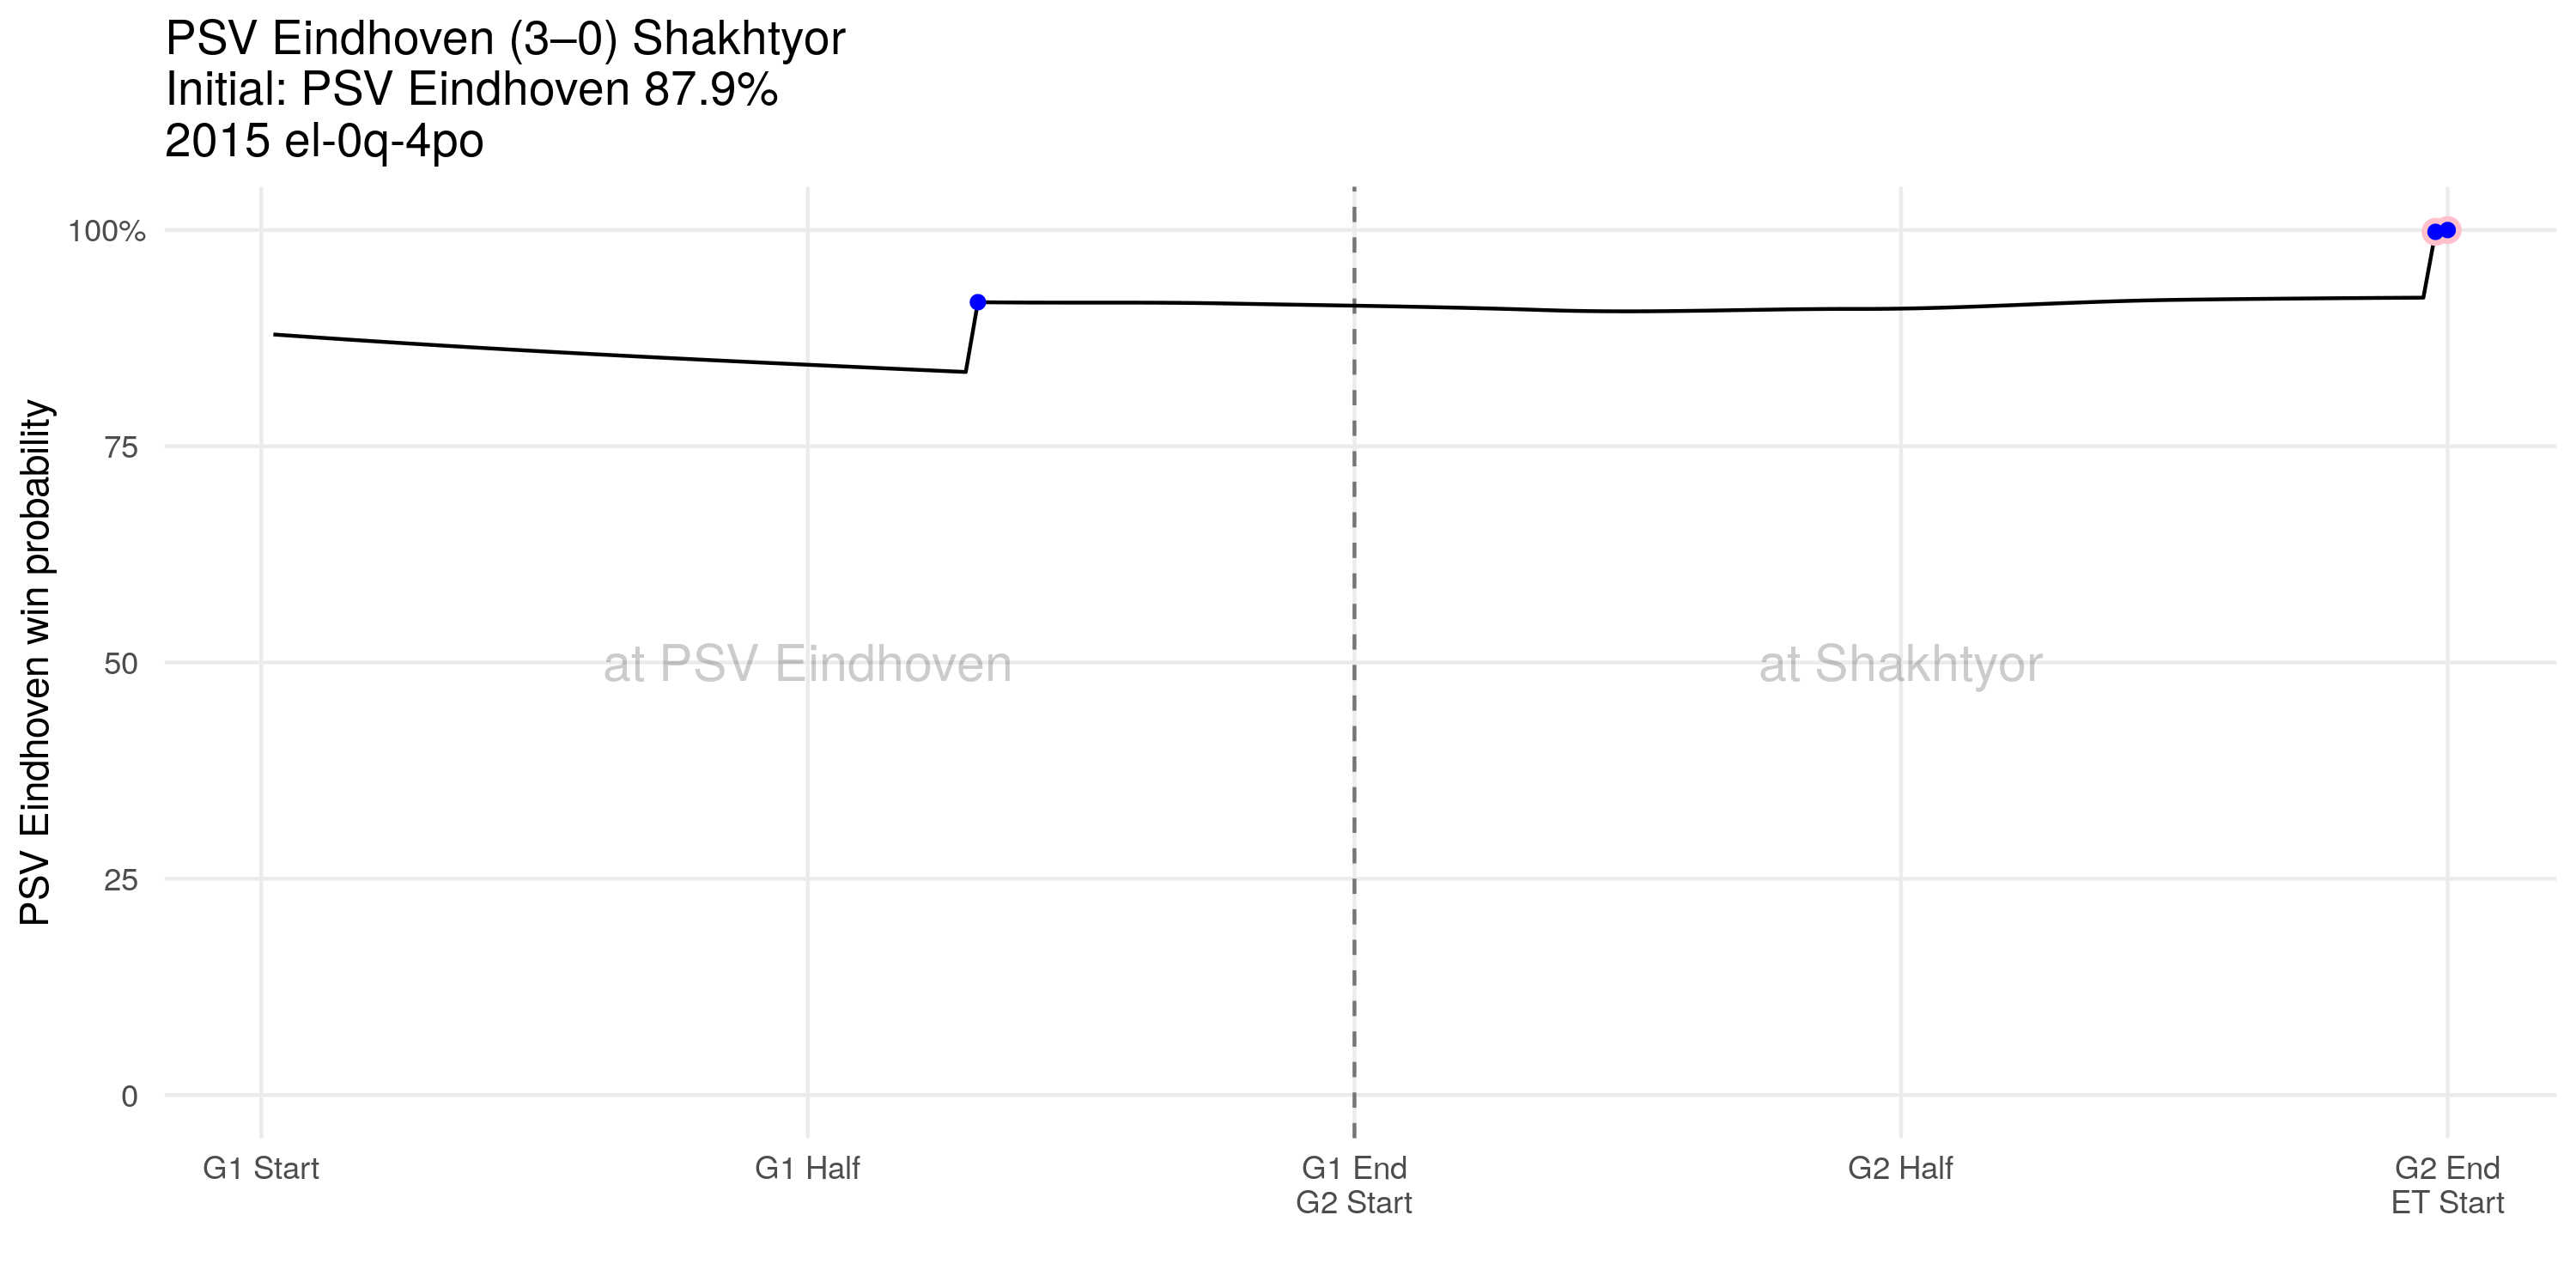 PSV Eindhoven (3–0) Shakhtyor
Initial: PSV Eindhoven 87.9%
2015 el-0q-4po
PSV Eindhoven win probability
100%
75
50
25
0
at PSV Eindhoven
at Shakhtyor
G1 Start
G1 Half
G1 End
G2 Start
G2 Half
G2 End
ET Start